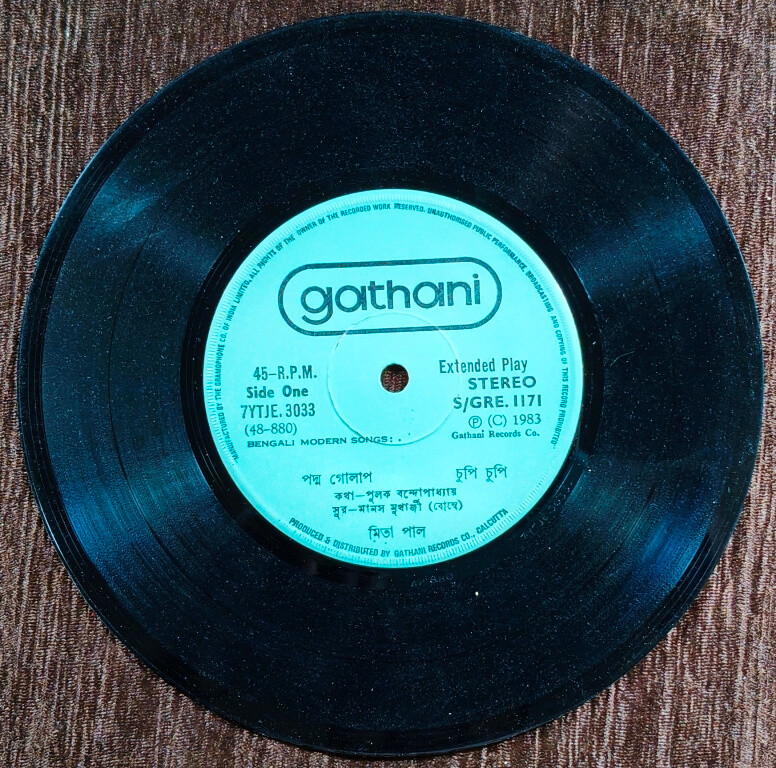 "MANUFACTURED BY THE GRAMOPHONE CO. OF INDIA LIMITED, ALL RIGHTS OF THE OWNER OF THE RECORDED WORK RESERVED. UNAUTHORISED PUBLIC PERFORMANCE, BROADCASTING AND COPYING OF THIS RECORD PROHIBITED"
gathani
45-R.P.M.
Side One
7YTJE. 3033
(48-880)
BENGALI MODERN SONGS: . .
Extended Play
STEREO
S/GRE. 1171
Ⓟ (C) 1983
Gathani Records Co.
পদ্ম গোলাপ চুপি চুপি
কথা—পুলক বন্দোপাধ্যায়
সুর—মানস মুখার্জী (বোম্বে)
মিতা পাল
PRODUCED & DISTRIBUTED BY GATHANI RECORDS CO., CALCUTTA